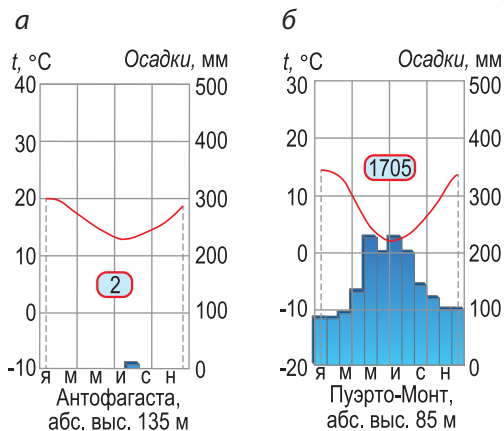 а
t, °C Осадки, мм
40 500
30 400
20 300
10 200
0 100
-10 0
2
Я М М И С Н
Антофагаста,
абс. выс. 135 м
б
t, °C Осадки, мм
30 500
20 400
10 300
0 200
-10 100
-20 0
1705
Я М М И С Н
Пуэрто-Монт,
абс. выс. 85 м